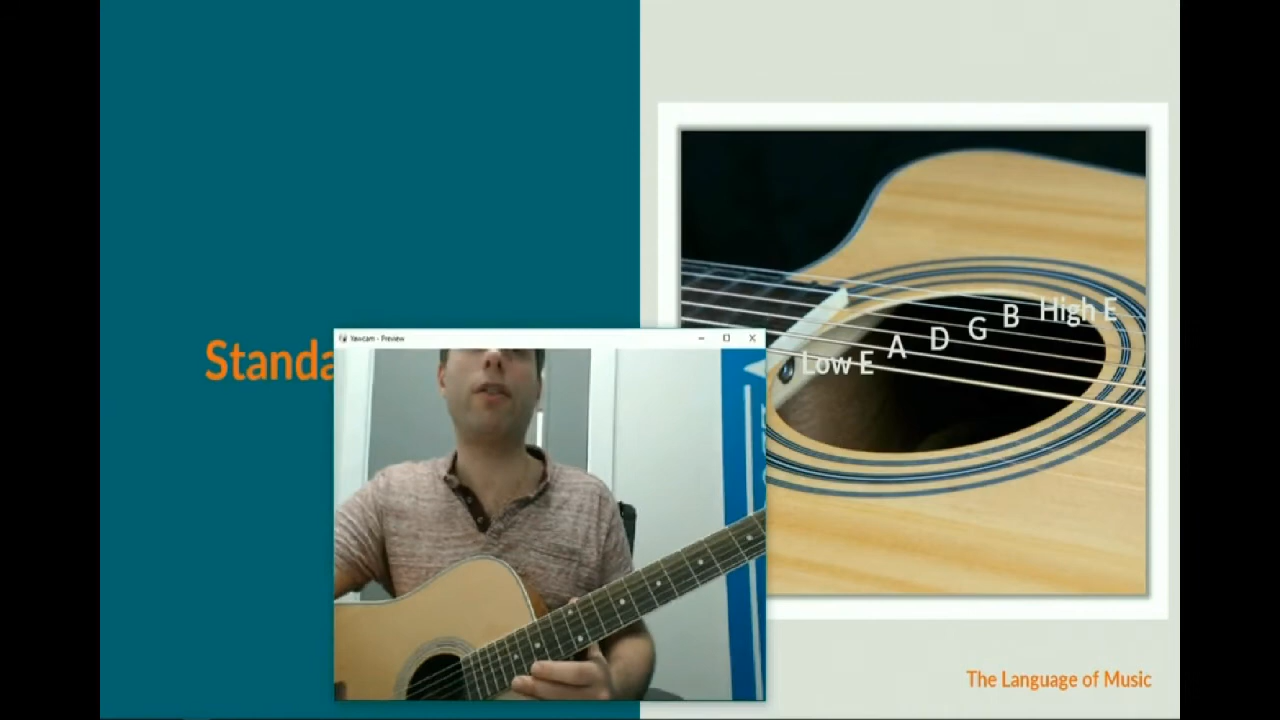 Standa
Yawcam - Preview
Low E A D G B High E
The Language of Music